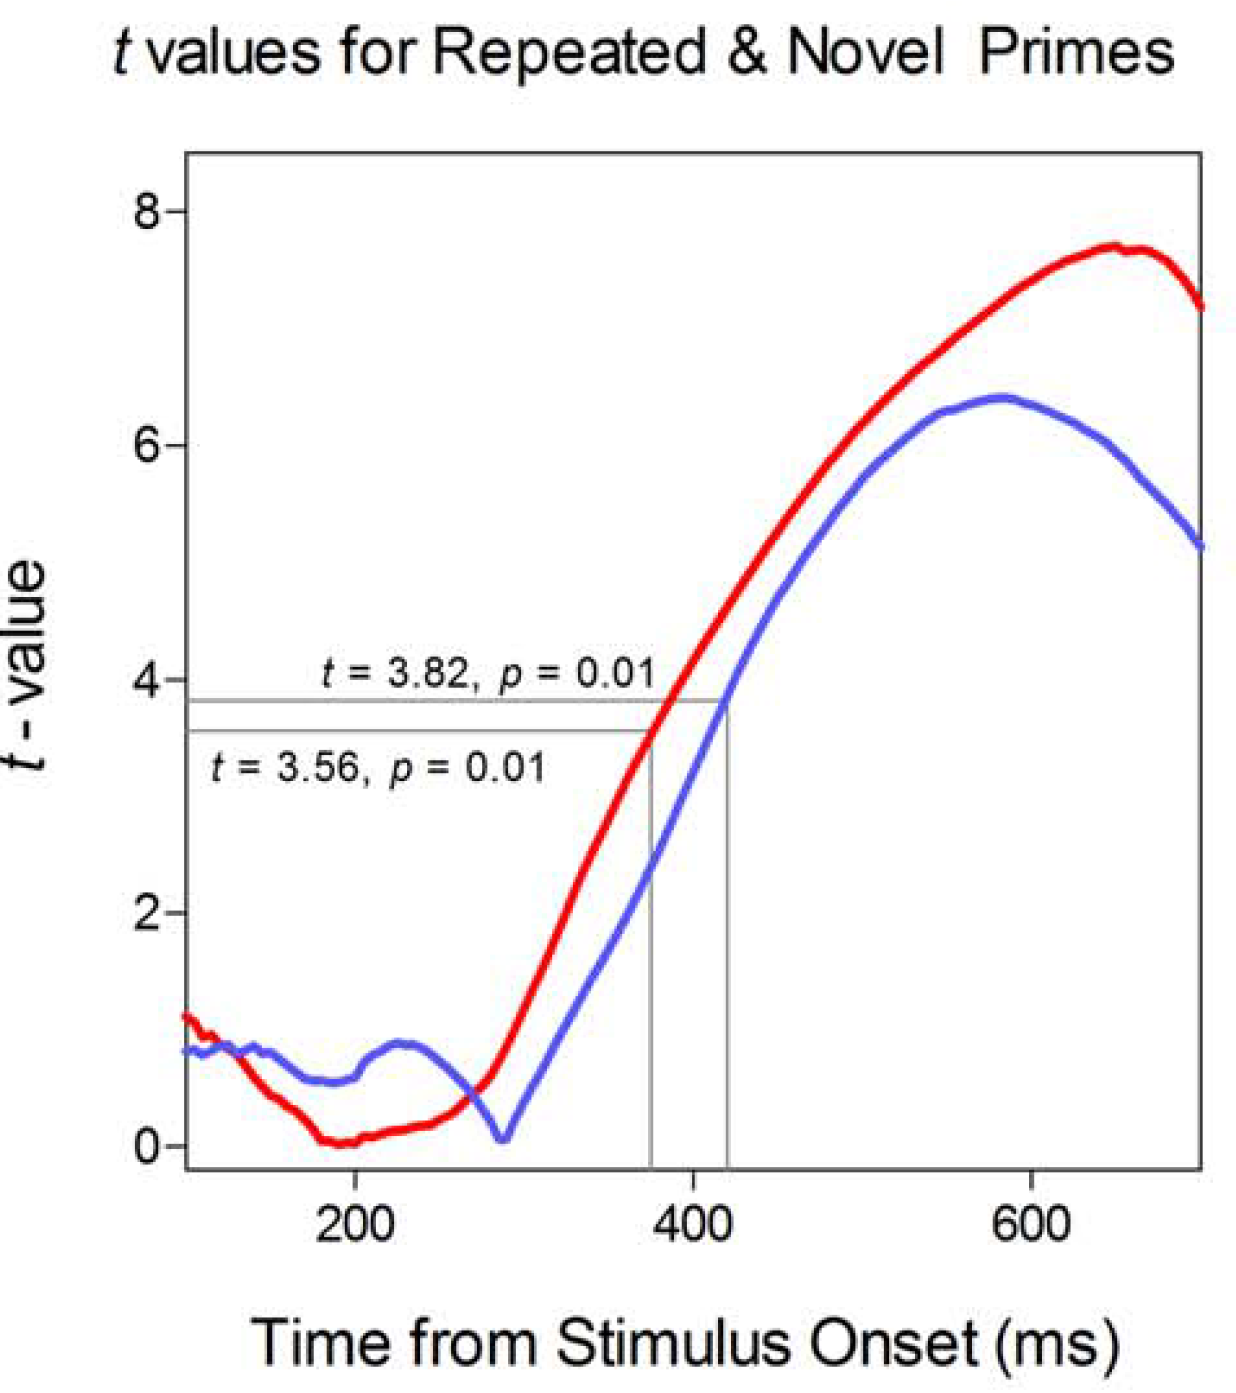 t values for Repeated & Novel Primes
8
6
t = 3.82, p = 0.01
4
t = 3.56, p = 0.01
2
0
t - value
200 400 600
Time from Stimulus Onset (ms)